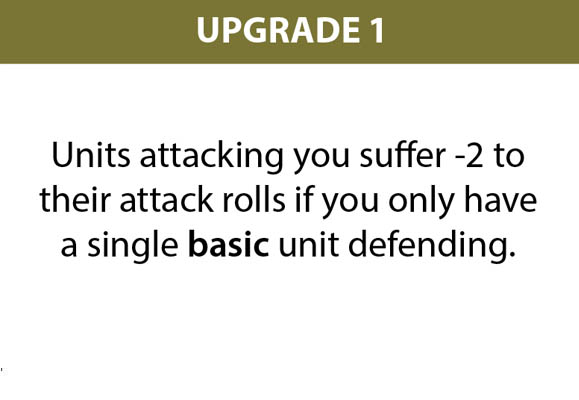 UPGRADE 1
Units attacking you suffer -2 to
their attack rolls if you only have
a single basic unit defending.